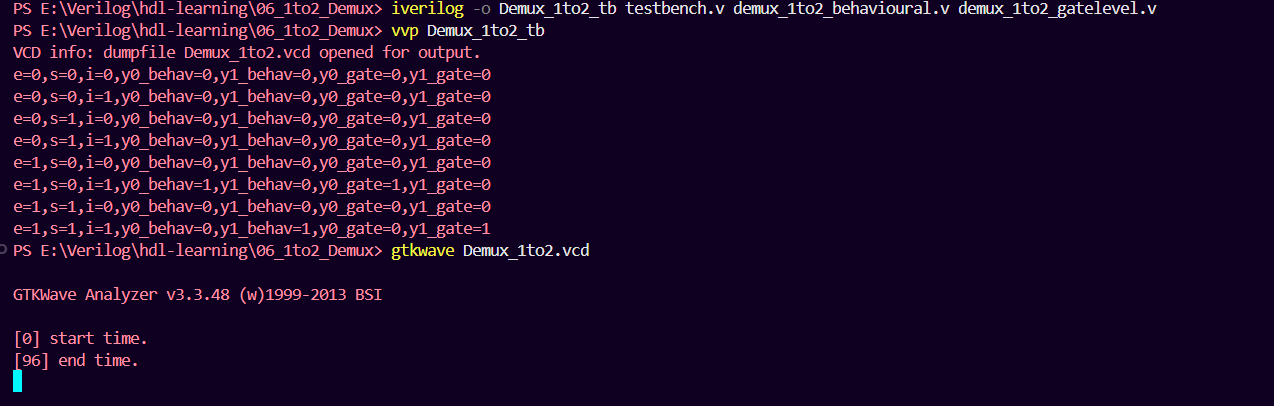 PS E:\Verilog\hdl-learning\06_1to2_Demux> iverilog -o Demux_1to2_tb testbench.v demux_1to2_behavioural.v demux_1to2_gatelevel.v
PS E:\Verilog\hdl-learning\06_1to2_Demux> vvp Demux_1to2_tb
VCD info: dumpfile Demux_1to2.vcd opened for output.
e=0,s=0,i=0,y0_behav=0,y1_behav=0,y0_gate=0,y1_gate=0
e=0,s=0,i=1,y0_behav=0,y1_behav=0,y0_gate=0,y1_gate=0
e=0,s=1,i=0,y0_behav=0,y1_behav=0,y0_gate=0,y1_gate=0
e=0,s=1,i=1,y0_behav=0,y1_behav=0,y0_gate=0,y1_gate=0
e=1,s=0,i=0,y0_behav=0,y1_behav=0,y0_gate=0,y1_gate=0
e=1,s=0,i=1,y0_behav=1,y1_behav=0,y0_gate=1,y1_gate=0
e=1,s=1,i=0,y0_behav=0,y1_behav=0,y0_gate=0,y1_gate=0
e=1,s=1,i=1,y0_behav=0,y1_behav=1,y0_gate=0,y1_gate=1
PS E:\Verilog\hdl-learning\06_1to2_Demux> gtkwave Demux_1to2.vcd
GTKWave Analyzer v3.3.48 (w)1999-2013 BSI
[0] start time.
[96] end time.